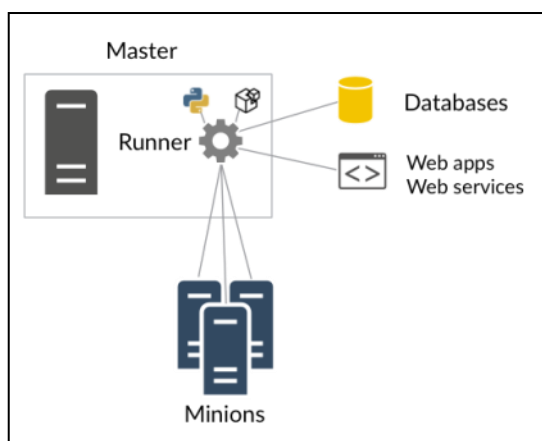 Master
Runner
Databases
Web apps
Web services
Minions